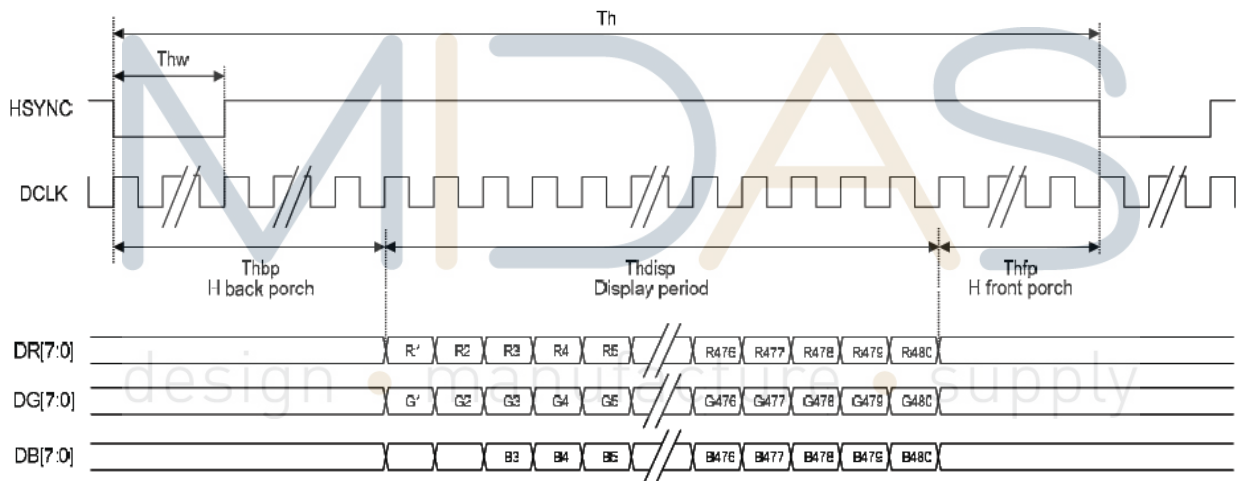 Th
Thw
HSYNC
DCLK
Thbp
H back porch
Thdisp
Display period
Thfp
H front porch
DR[7:0] R1 R2 R3 R4 R5 R476 R477 R478 R479 R480
DG[7:0] G1 G2 G3 G4 G5 G476 G477 G478 G479 G480
DB[7:0] B3 B4 B5 B476 B477 B478 B479 B480
MIDAS
design • manufacture • supply